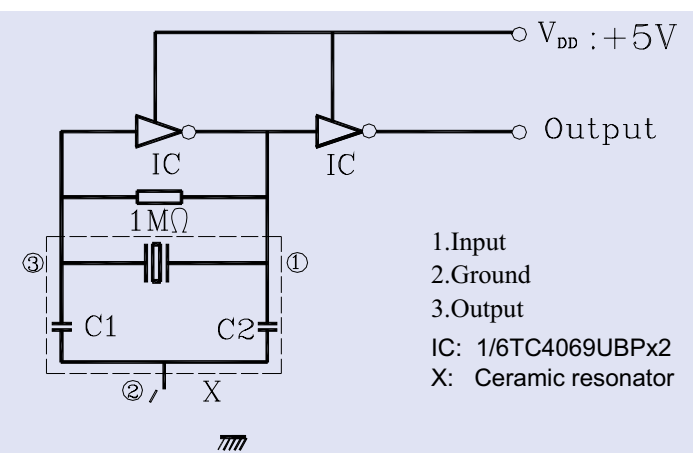 V_DD :+5V
Output
IC
IC
1MΩ
③
①
C1
C2
②
X
1.Input
2.Ground
3.Output
IC: 1/6TC4069UBPx2
X: Ceramic resonator